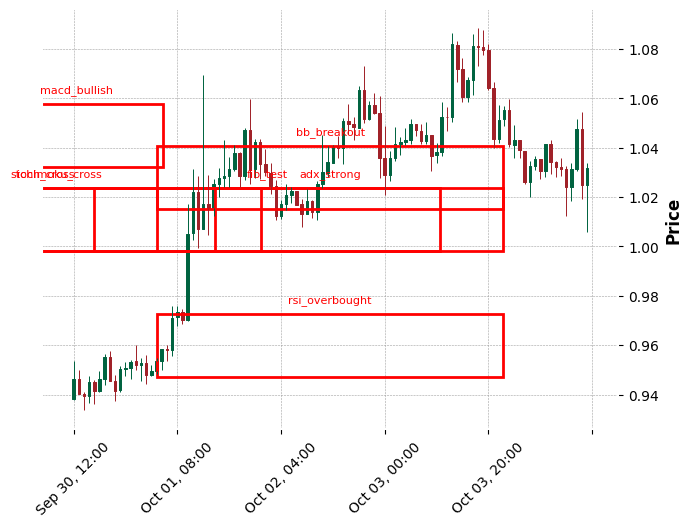 1.08
macd_bullish
1.06
bb_breakout
1.04
fib_test
adx_strong
1.02
1.00
Price
rsi_overbought
0.98
0.96
0.94
Sep 30, 12:00
Oct 01, 08:00
Oct 02, 04:00
Oct 03, 00:00
Oct 03, 20:00